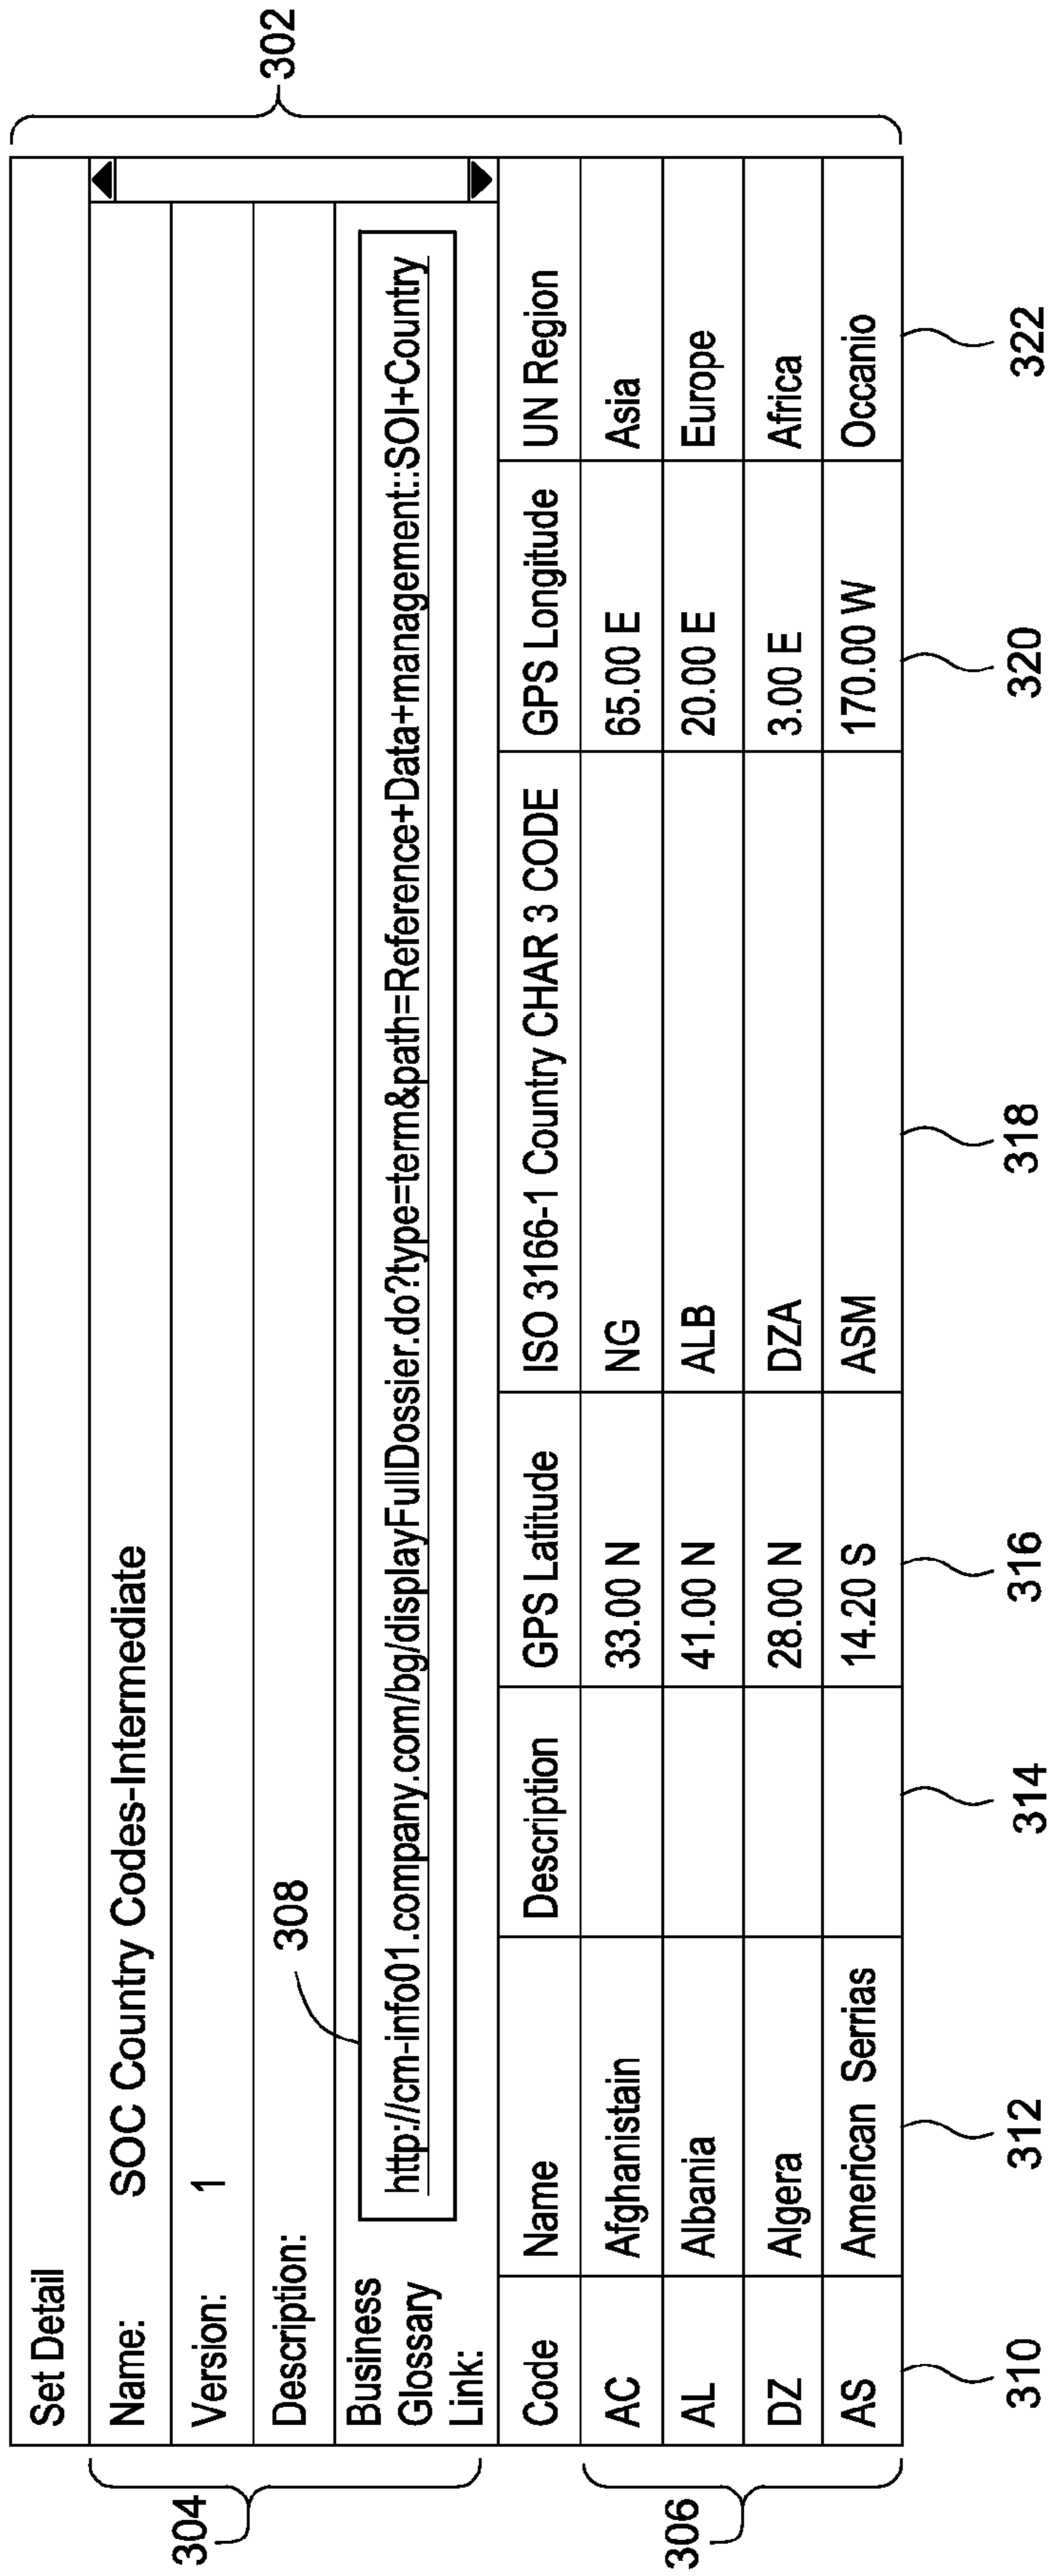 302
304
Set Detail
Name: SOC Country Codes-Intermediate
Version: 1
Description:
308
Business
Glossary
Link:
http://cm-info01.company.com/bg/displayFullDossier.do?type=term&path=Reference+Data+management::SOI+Country
306
Code Name Description GPS Latitude ISO 3166-1 Country CHAR 3 CODE GPS Longitude UN Region
AC Afghanistain 33.00 N NG 65.00 E Asia
AL Albania 41.00 N ALB 20.00 E Europe
DZ Algera 28.00 N DZA 3.00 E Africa
AS American Serrias 14.20 S ASM 170.00 W Occanio
310 312 314 316 318 320 322